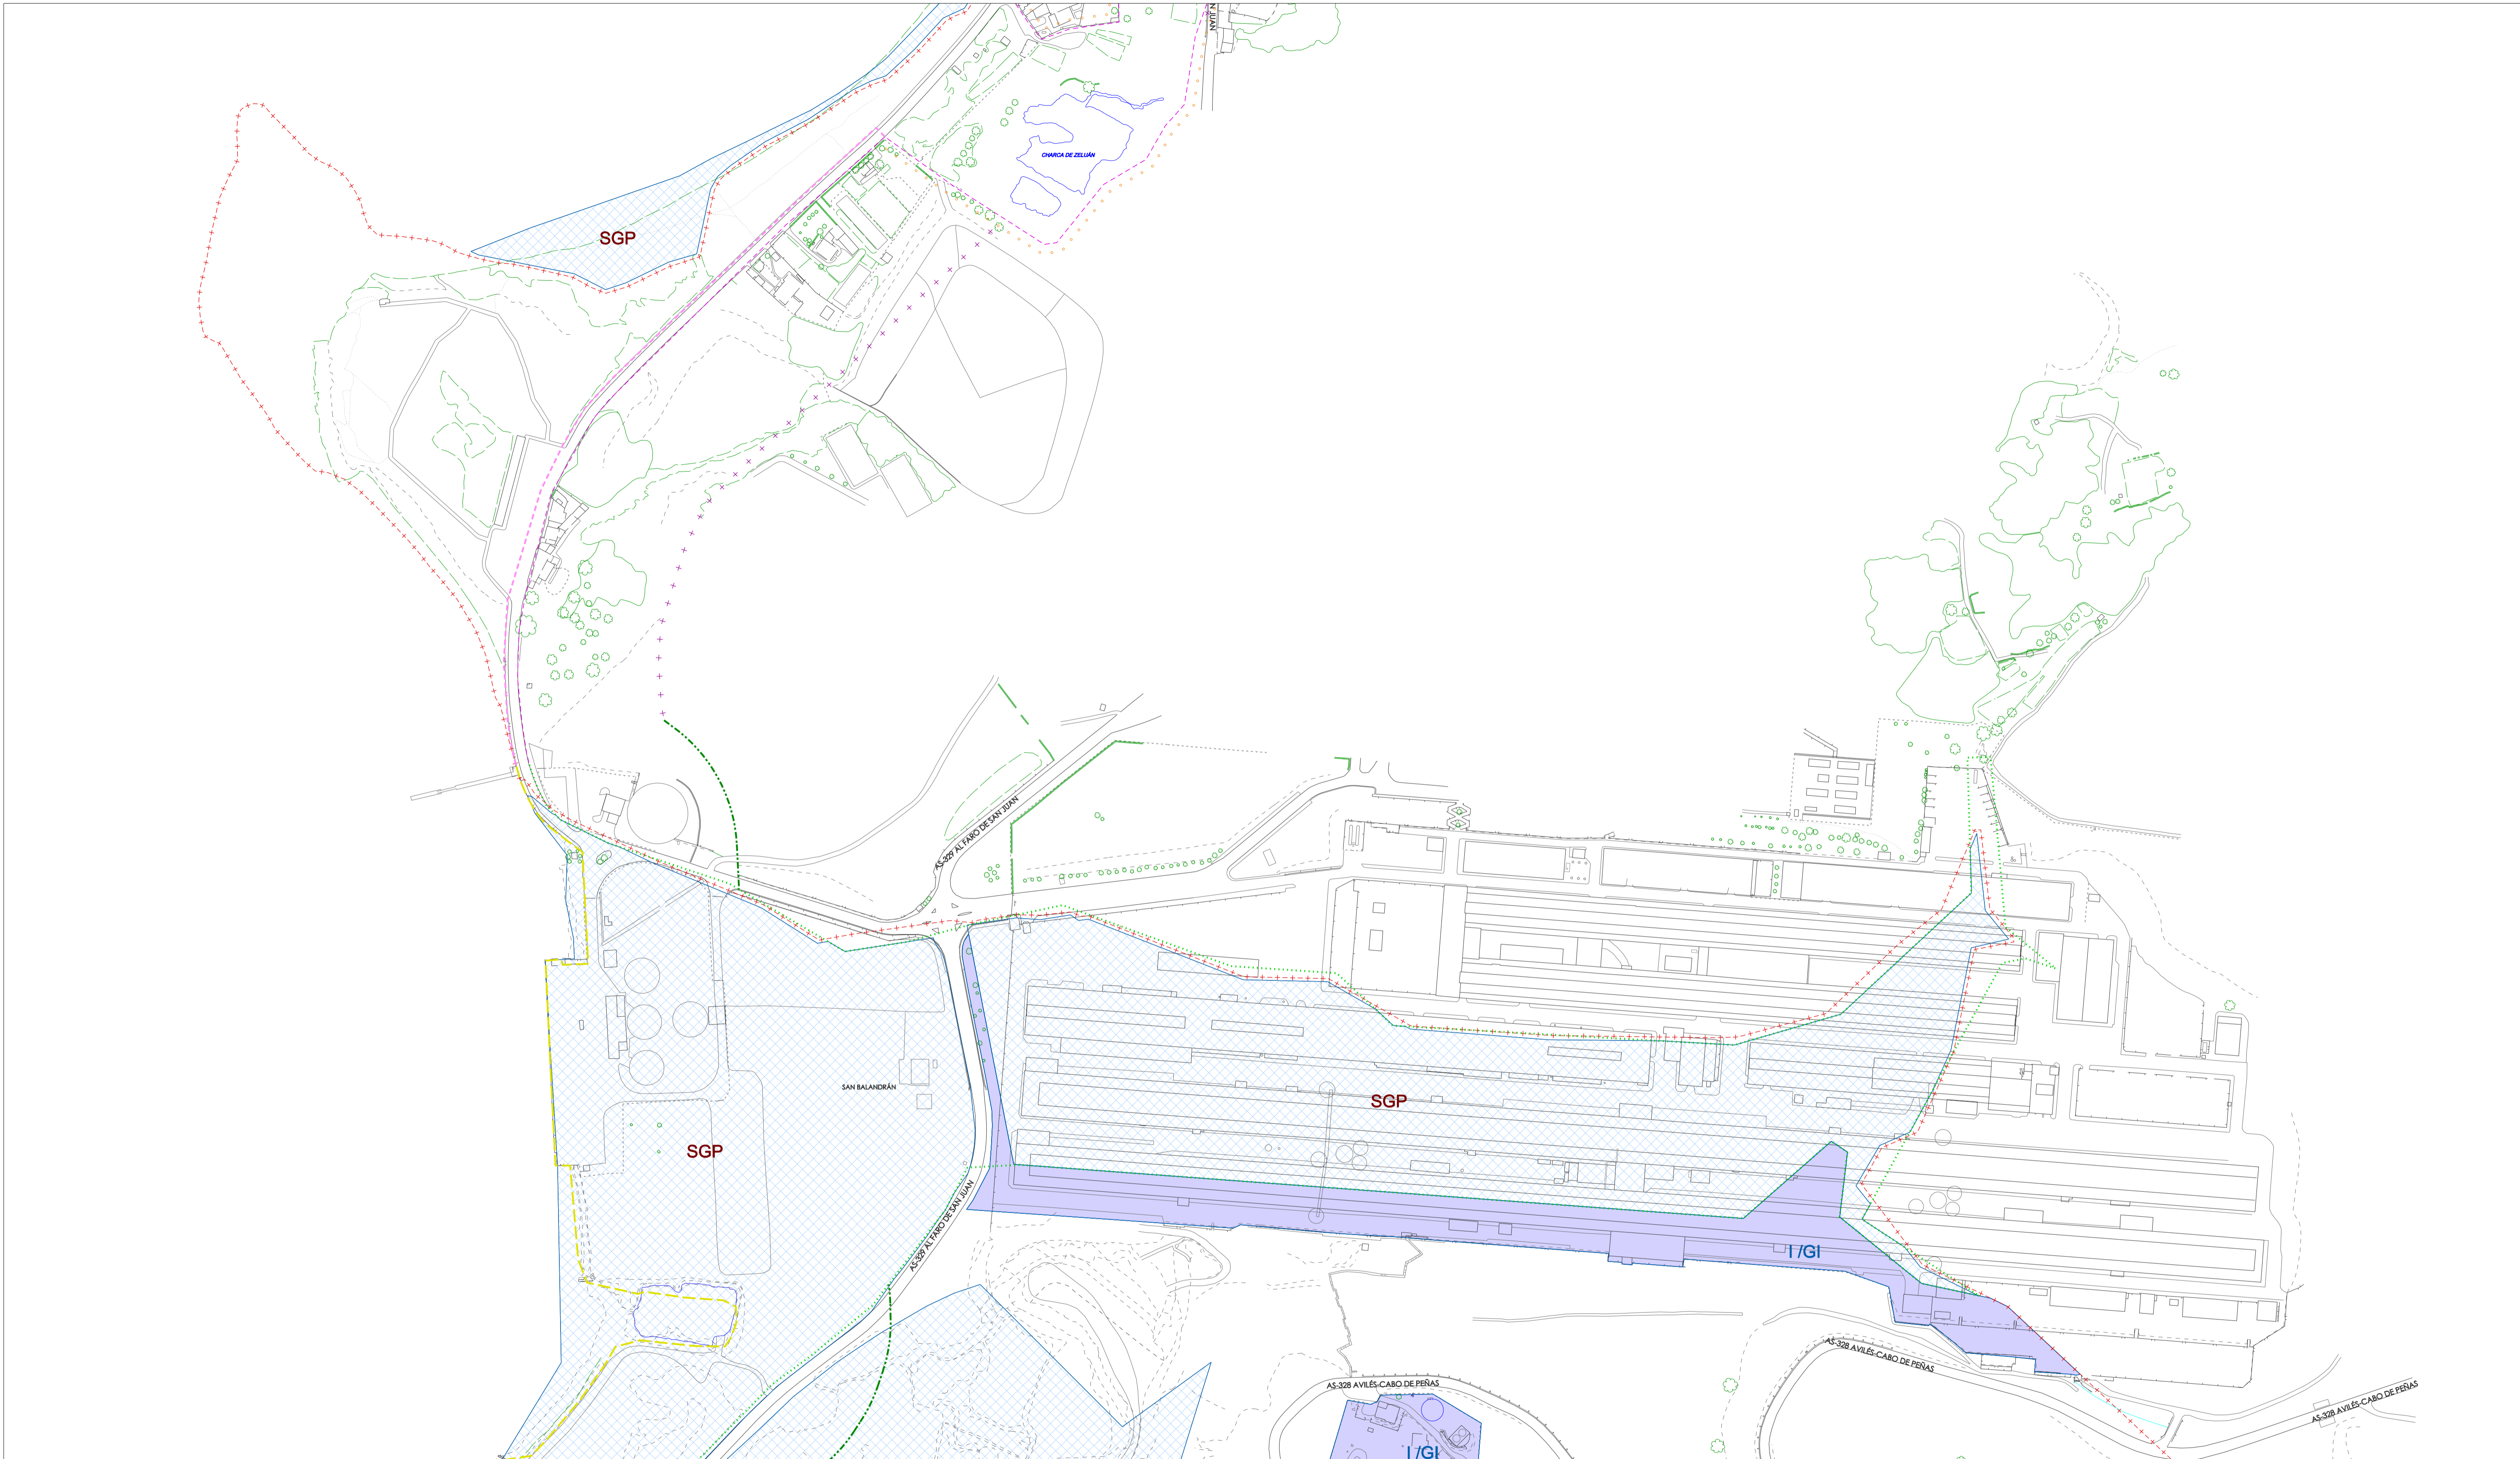 N JUAN
CHARCA DE ZELUÁN
SGP
AS-329 AL FARO DE SAN JUAN
SAN BALANDRÁN
SGP
SGP
AS-329 AL FARO DE SAN JUAN
I /GI
AS-328 AVILÉS-CABO DE PEÑAS
AS-328 AVILÉS-CABO DE PEÑAS
AS-328 AVILÉS-CABO DE PEÑAS
I /GI